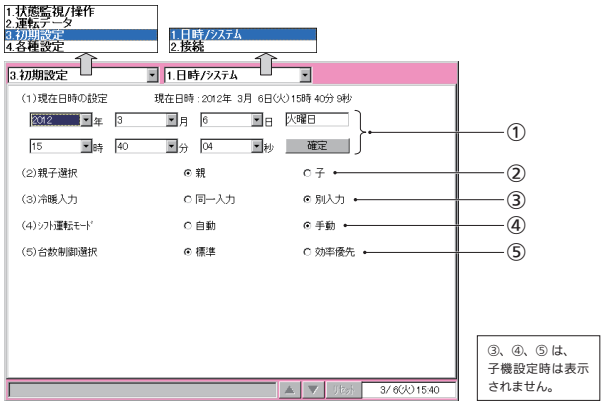 1.状態監視/操作
2.運転データ
3.初期設定
4.各種設定
1.日時/システム
2.接続
3.初期設定 1.日時/システム
(1)現在日時の設定 現在日時:2012年 3月 6日(火)15時 40分 9秒
2012 年 3 月 6 日 火曜日
15 時 40 分 04 秒 確定
①
(2)親子選択 親 子 ②
(3)冷暖入力 同一入力 別入力 ③
(4)シフト運転モード 自動 手動 ④
(5)台数制御選択 標準 効率優先 ⑤
③、④、⑤は、
子機設定時は表示
されません。
リセット 3/ 6(火)15:40